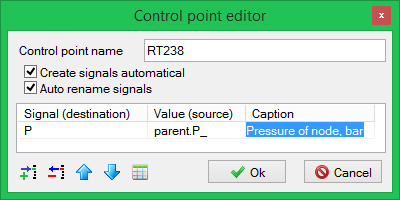 Control point editor
x
Control point name RT238
Create signals automatical
Auto rename signals
Signal (destination) Value (source) Caption
P parent.P_ Pressure of node, bar
Ok Cancel